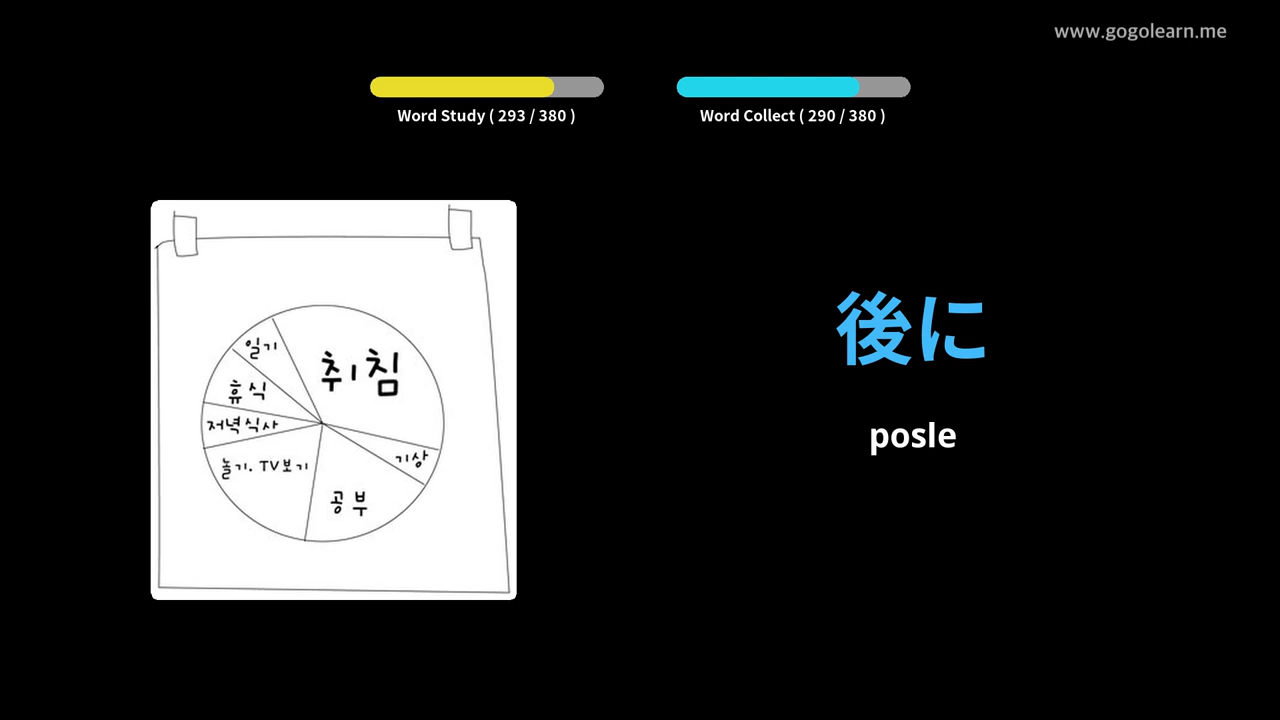 www.gogolearn.me
Word Study ( 293 / 380 )
Word Collect ( 290 / 380 )
일기
취침
휴식
저녁식사
놀기. TV보기
기상
공부
後に
posle